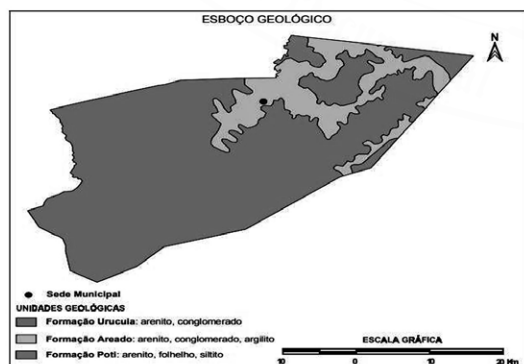 ESBOÇO GEOLÓGICO
N
Sede Municipal
UNIDADES GEOLÓGICAS
Formação Urucuia: arenito, conglomerado
Formação Areado: arenito, conglomerado, argilito
Formação Poti: arenito, folhelho, siltito
ESCALA GRÁFICA
10 0 10 20 Km